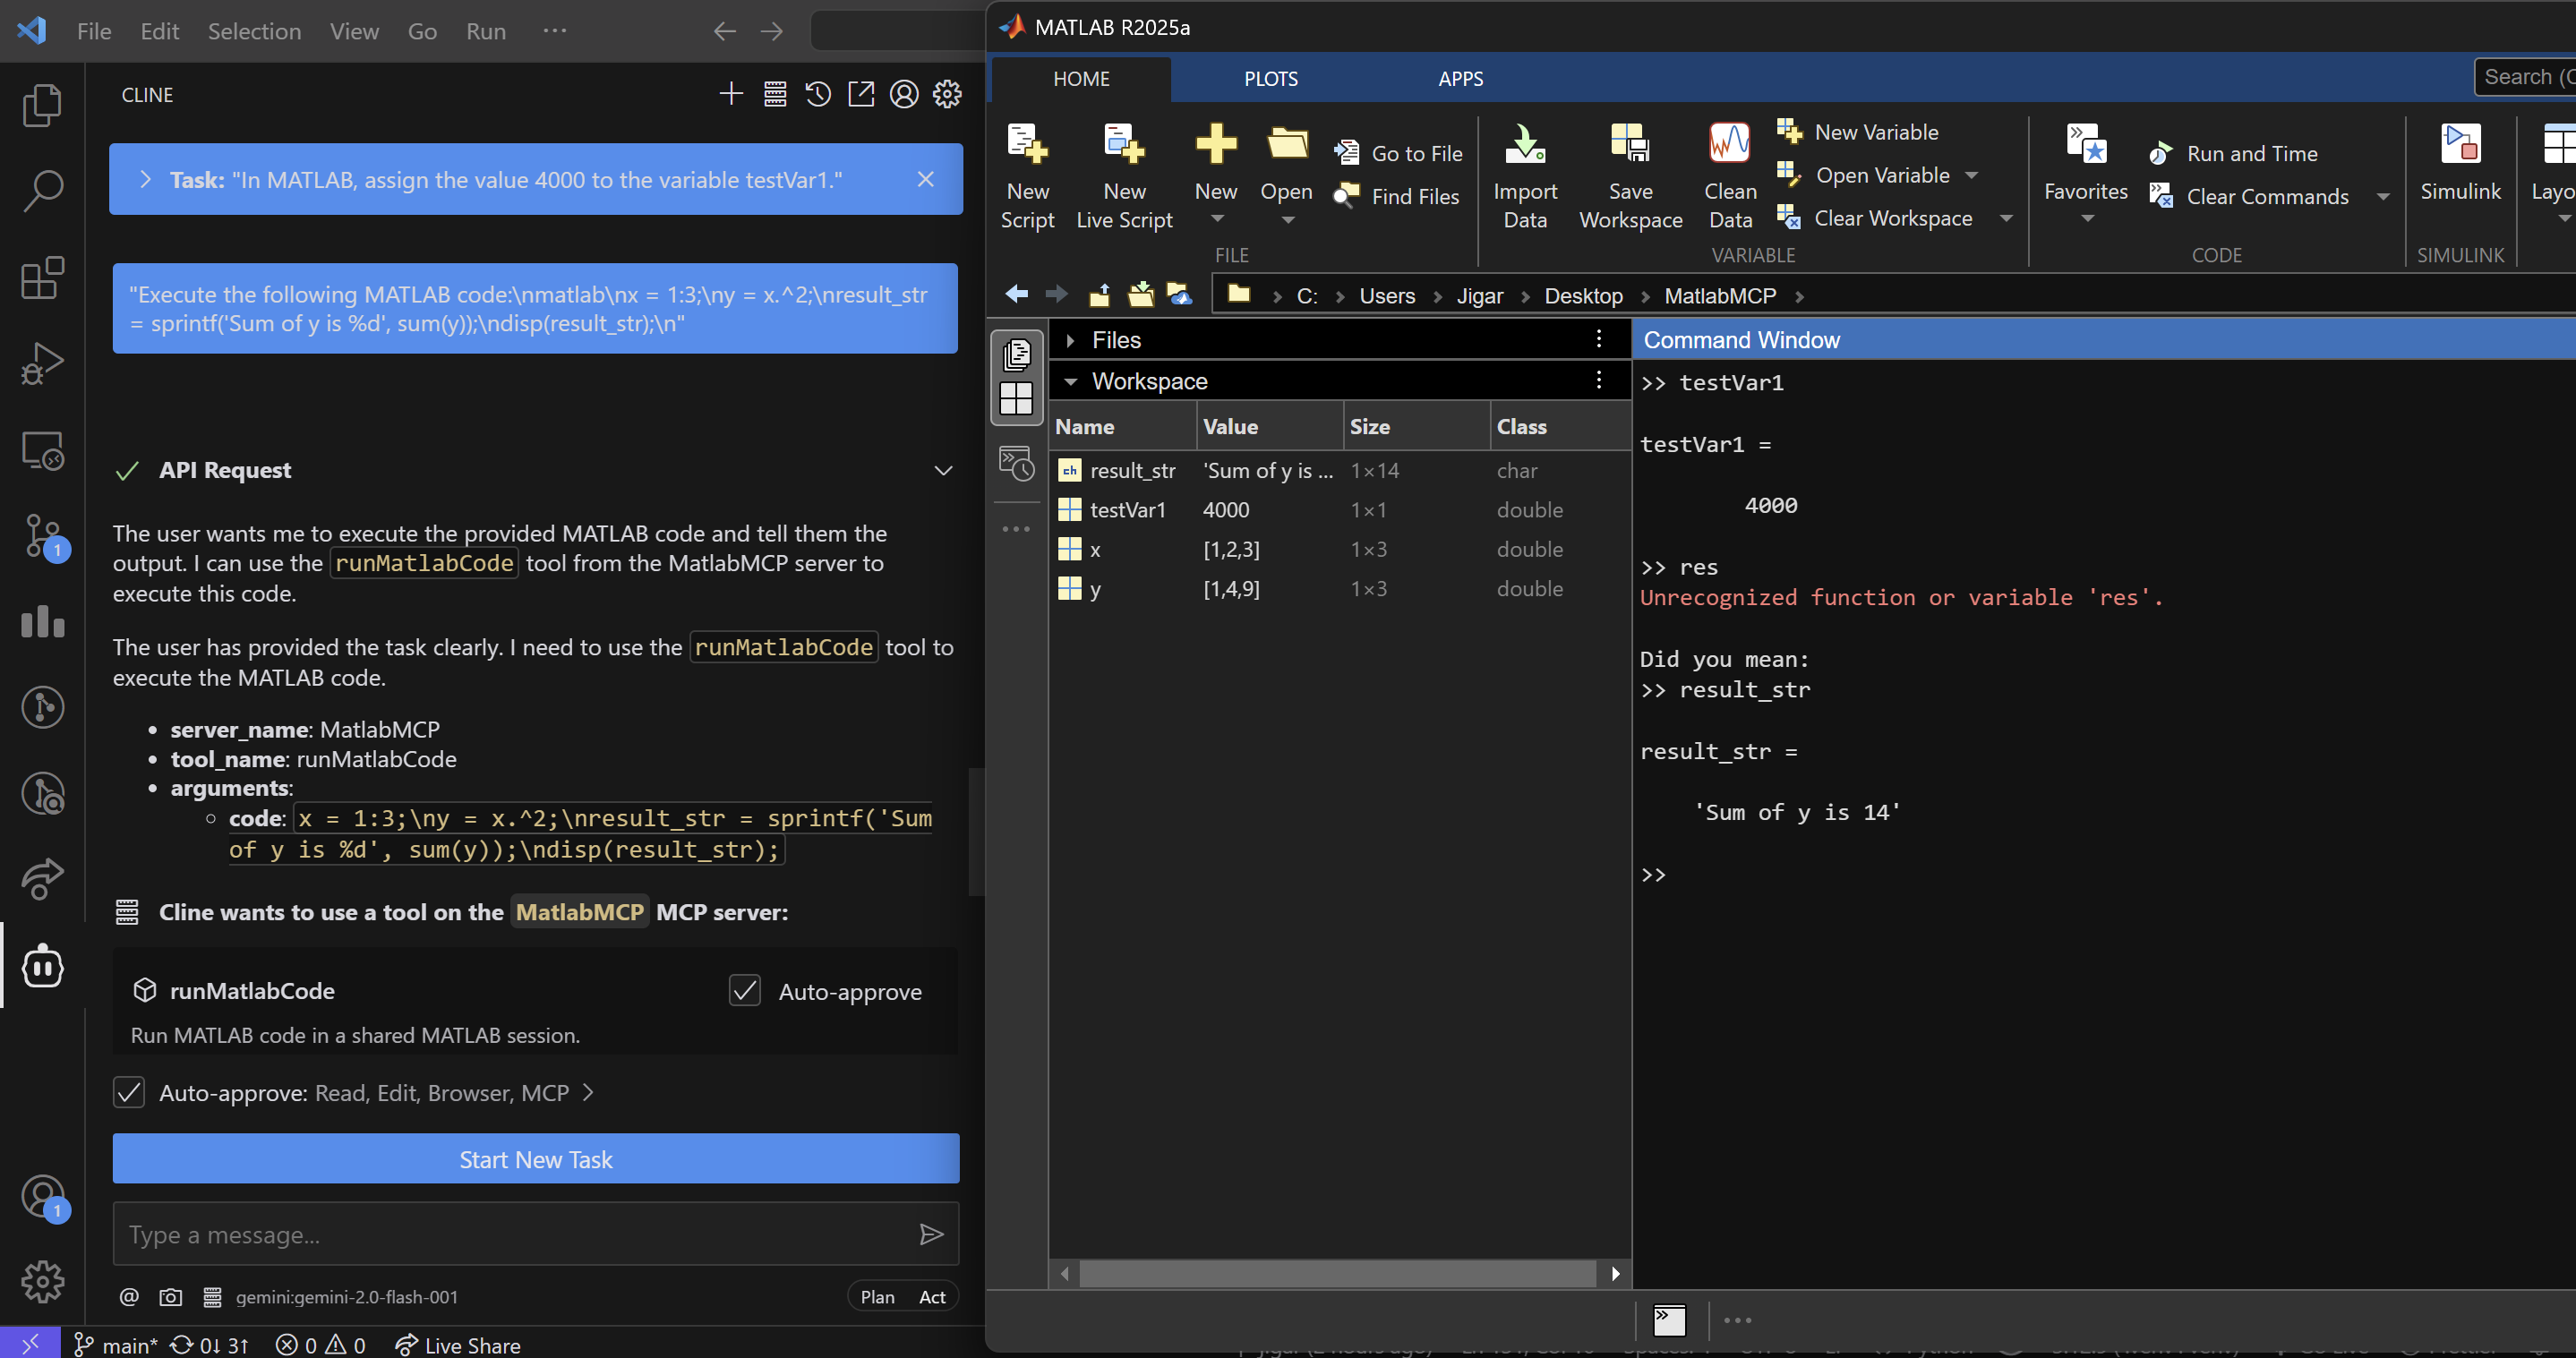 File Edit Selection View Go Run ...
CLINE
Task: "In MATLAB, assign the value 4000 to the variable testVar1."
"Execute the following MATLAB code:\nmatlab\nx = 1:3;\ny = x.^2;\nresult_str
= sprintf('Sum of y is %d', sum(y));\ndisp(result_str);\n"
API Request
The user wants me to execute the provided MATLAB code and tell them the
output. I can use the runMatlabCode tool from the MatlabMCP server to
execute this code.
The user has provided the task clearly. I need to use the runMatlabCode tool to
execute the MATLAB code.
• server_name: MatlabMCP
• tool_name: runMatlabCode
• arguments:
○ code: x = 1:3;\ny = x.^2;\nresult_str = sprintf('Sum
of y is %d', sum(y));\ndisp(result_str);
Cline wants to use a tool on the MatlabMCP MCP server:
runMatlabCode
Auto-approve
Run MATLAB code in a shared MATLAB session.
Auto-approve: Read, Edit, Browser, MCP >
Start New Task
Type a message...
@ gemini:gemini-2.0-flash-001
Plan Act
1
1
main* 0↓ 3↑ 0 0 Live Share
MATLAB R2025a
HOME PLOTS APPS
Search
New
Script
New
Live Script
New
Open
Go to File
Find Files
FILE
Import
Data
Save
Workspace
Clean
Data
New Variable
Open Variable
Clear Workspace
VARIABLE
Favorites
Run and Time
Clear Commands
CODE
Simulink
SIMULINK
C: > Users > Jigar > Desktop > MatlabMCP >
Files
Workspace
Name Value Size Class
ch result_str 'Sum of y is ... 1×14 char
testVar1 4000 1×1 double
x [1,2,3] 1×3 double
y [1,4,9] 1×3 double
Command Window
>> testVar1
testVar1 =
4000
>> res
Unrecognized function or variable 'res'.
Did you mean:
>> result_str
result_str =
'Sum of y is 14'
>>